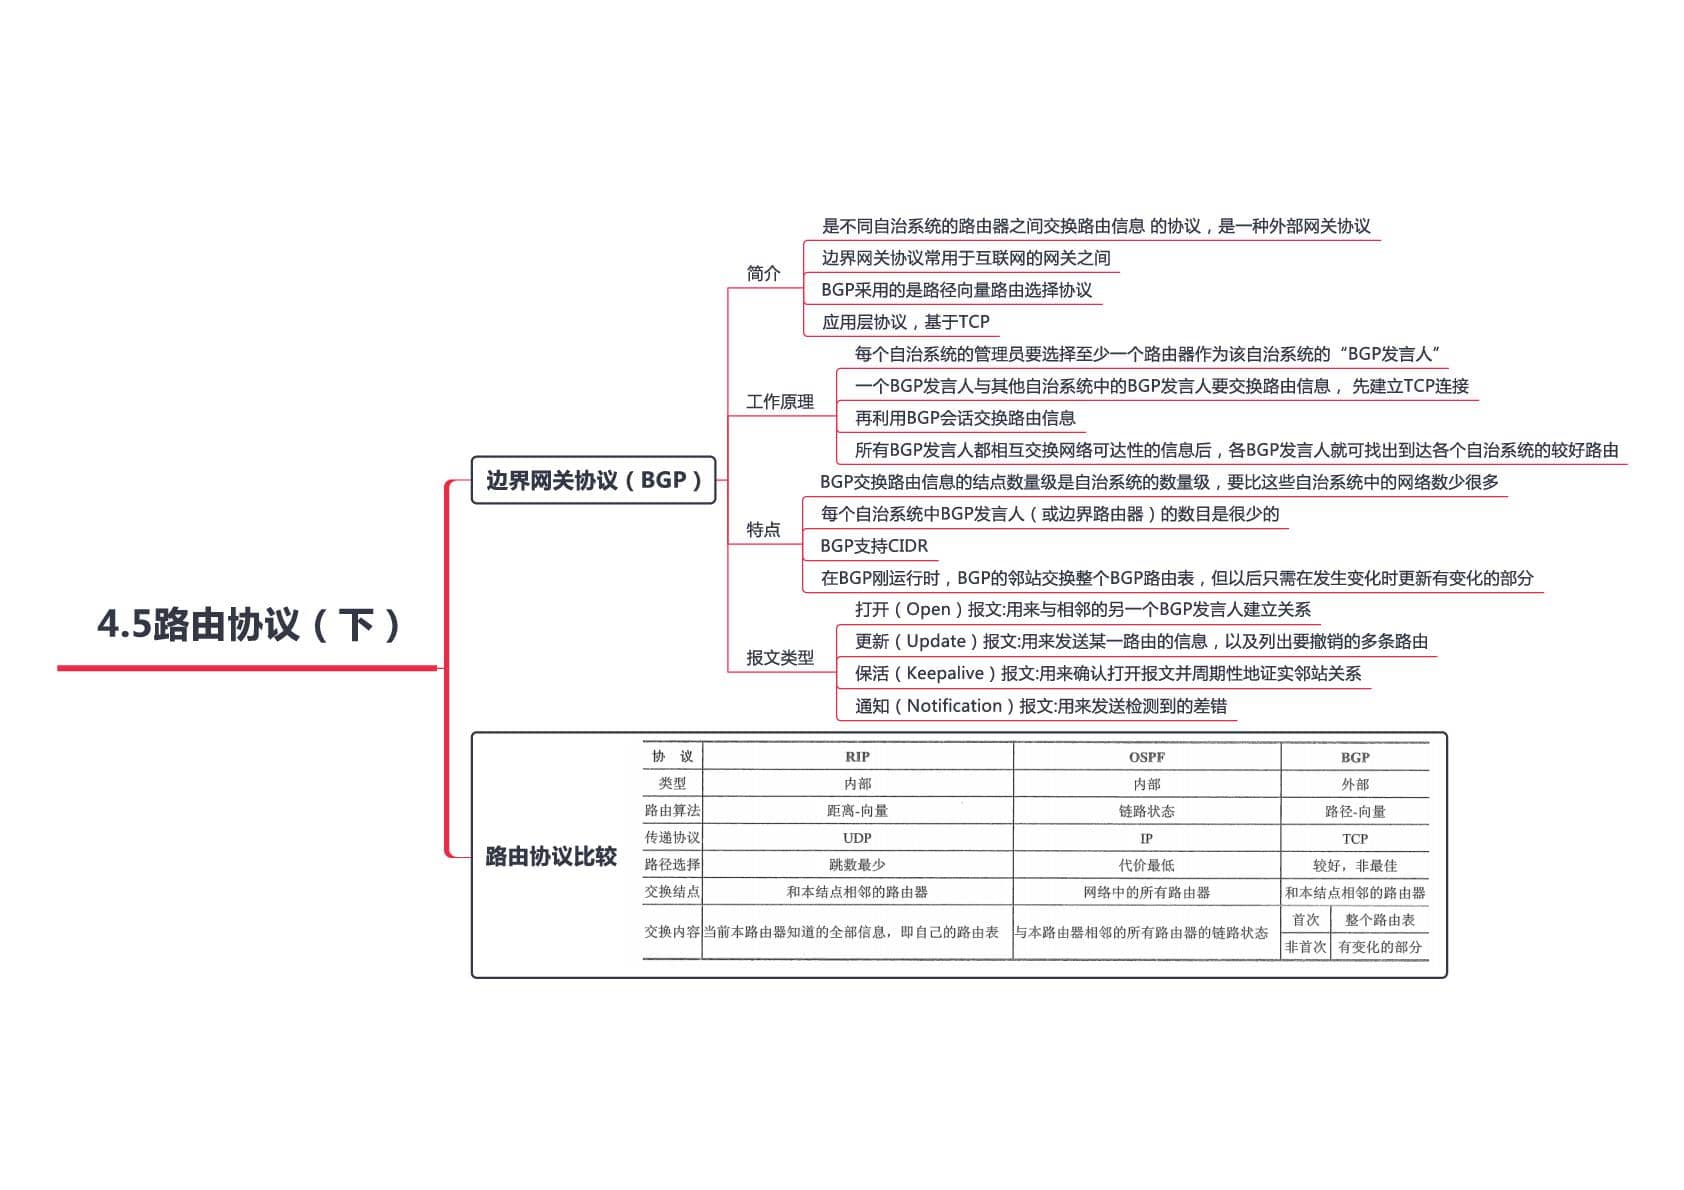 4.5路由协议（下）
边界网关协议（BGP）
简介
是不同自治系统的路由器之间交换路由信息 的协议，是一种外部网关协议
边界网关协议常用于互联网的网关之间
BGP采用的是路径向量路由选择协议
应用层协议，基于TCP
工作原理
每个自治系统的管理员要选择至少一个路由器作为该自治系统的“BGP发言人”
一个BGP发言人与其他自治系统中的BGP发言人要交换路由信息， 先建立TCP连接
再利用BGP会话交换路由信息
所有BGP发言人都相互交换网络可达性的信息后，各BGP发言人就可找出到达各个自治系统的较好路由
特点
BGP交换路由信息的结点数量级是自治系统的数量级，要比这些自治系统中的网络数少很多
每个自治系统中BGP发言人（或边界路由器）的数目是很少的
BGP支持CIDR
在BGP刚运行时，BGP的邻站交换整个BGP路由表，但以后只需在发生变化时更新有变化的部分
报文类型
打开（Open）报文:用来与相邻的另一个BGP发言人建立关系
更新（Update）报文:用来发送某一路由的信息，以及列出要撤销的多条路由
保活（Keepalive）报文:用来确认打开报文并周期性地证实邻站关系
通知（Notification）报文:用来发送检测到的差错
路由协议比较
协 议 RIP OSPF BGP
类型 内部 内部 外部
路由算法 距离-向量 链路状态 路径-向量
传递协议 UDP IP TCP
路径选择 跳数最少 代价最低 较好，非最佳
交换结点 和本结点相邻的路由器 网络中的所有路由器 和本结点相邻的路由器
交换内容 当前本路由器知道的全部信息，即自己的路由表 与本路由器相邻的所有路由器的链路状态 首次 整个路由表
非首次 有变化的部分